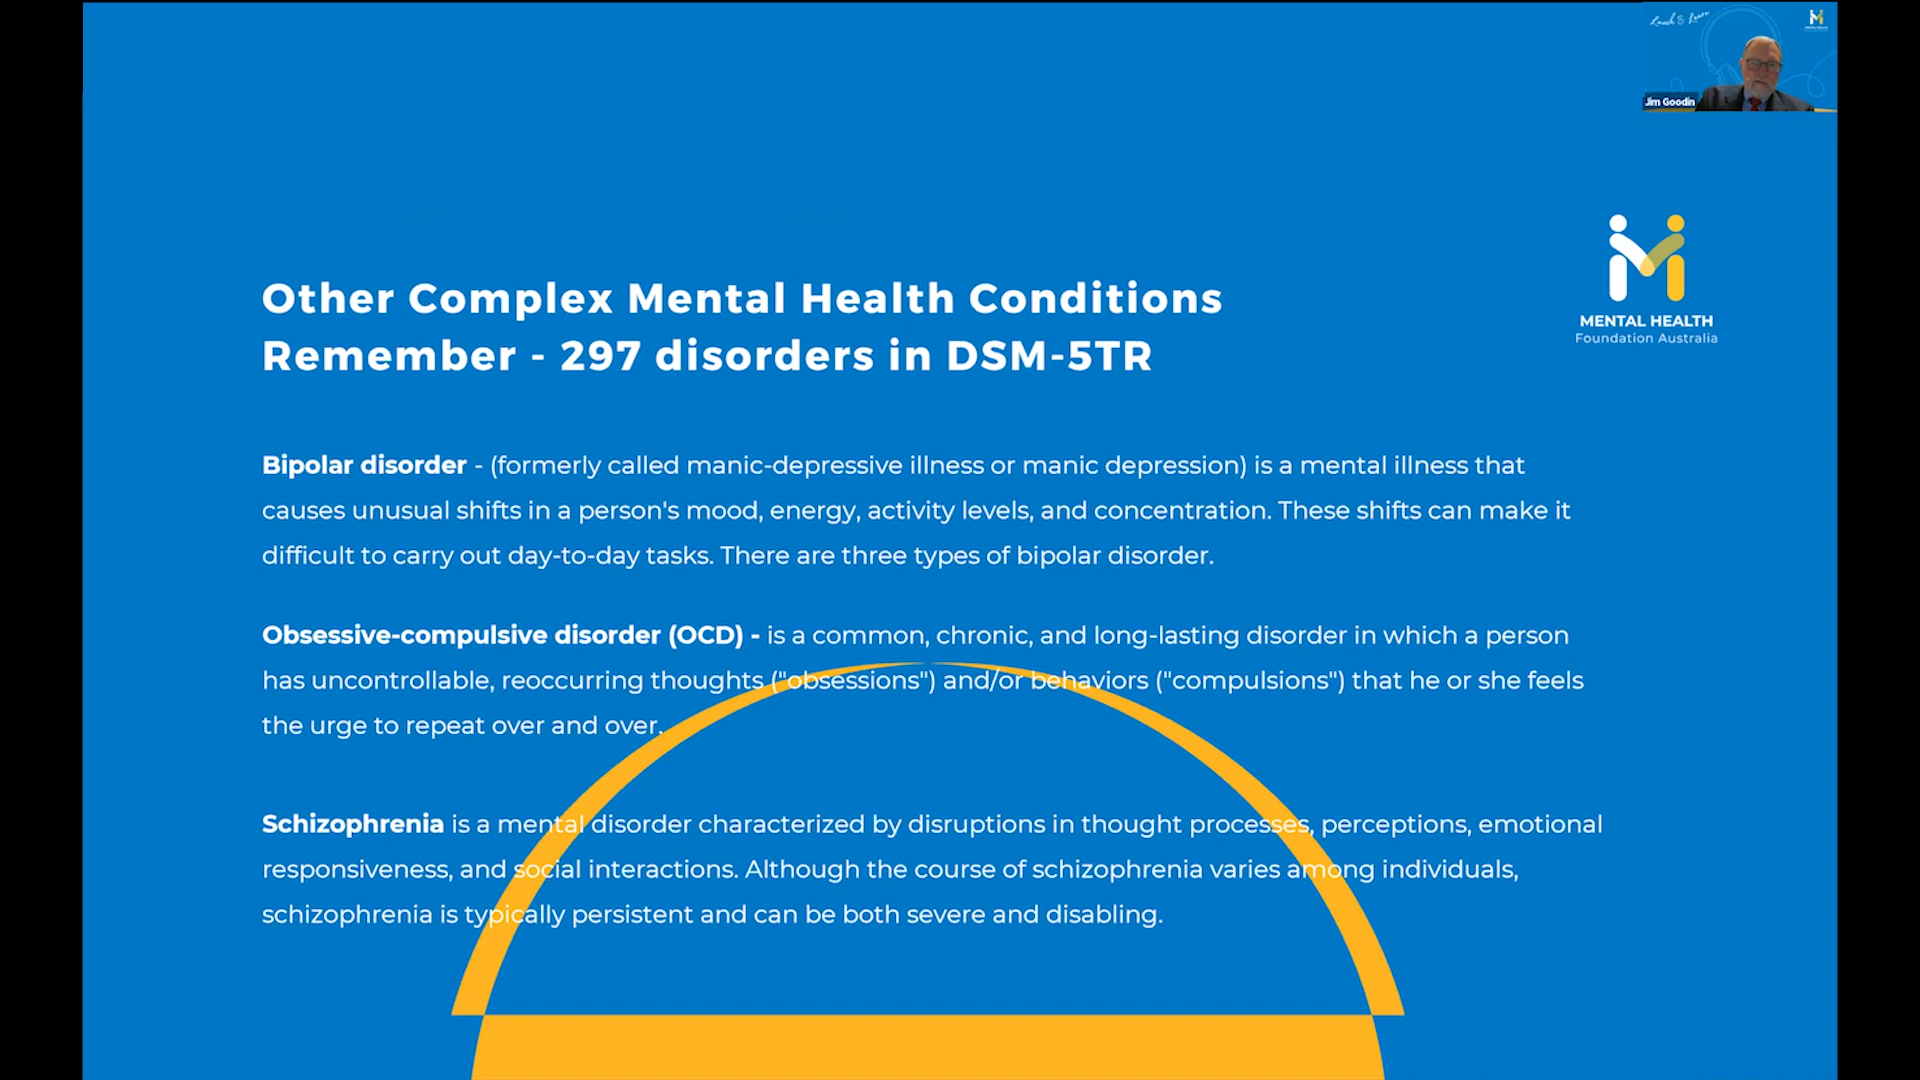 Lunch & Learn
Jim Goodin
MENTAL HEALTH
Foundation Australia
Other Complex Mental Health Conditions
Remember - 297 disorders in DSM-5TR
Bipolar disorder - (formerly called manic-depressive illness or manic depression) is a mental illness that
causes unusual shifts in a person's mood, energy, activity levels, and concentration. These shifts can make it
difficult to carry out day-to-day tasks. There are three types of bipolar disorder.
Obsessive-compulsive disorder (OCD) - is a common, chronic, and long-lasting disorder in which a person
has uncontrollable, reoccurring thoughts ("obsessions") and/or behaviors ("compulsions") that he or she feels
the urge to repeat over and over.
Schizophrenia is a mental disorder characterized by disruptions in thought processes, perceptions, emotional
responsiveness, and social interactions. Although the course of schizophrenia varies among individuals,
schizophrenia is typically persistent and can be both severe and disabling.